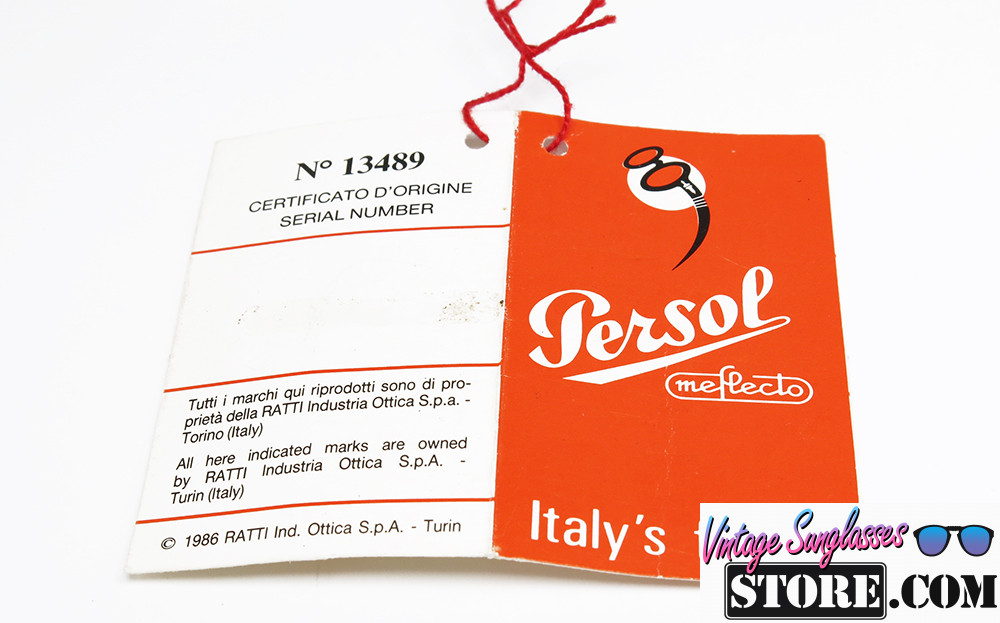 Nº 13489
CERTIFICATO D'ORIGINE
SERIAL NUMBER
Tutti i marchi qui riprodotti sono di pro-
prietà della RATTI Industria Ottica S.p.a. -
Torino (Italy)
All here indicated marks are owned
by RATTI Industria Ottica S.p.A. -
Turin (Italy)
© 1986 RATTI Ind. Ottica S.p.A. - Turin
Persol
meflecto
Italy's
Vintage Sunglasses
STORE.COM